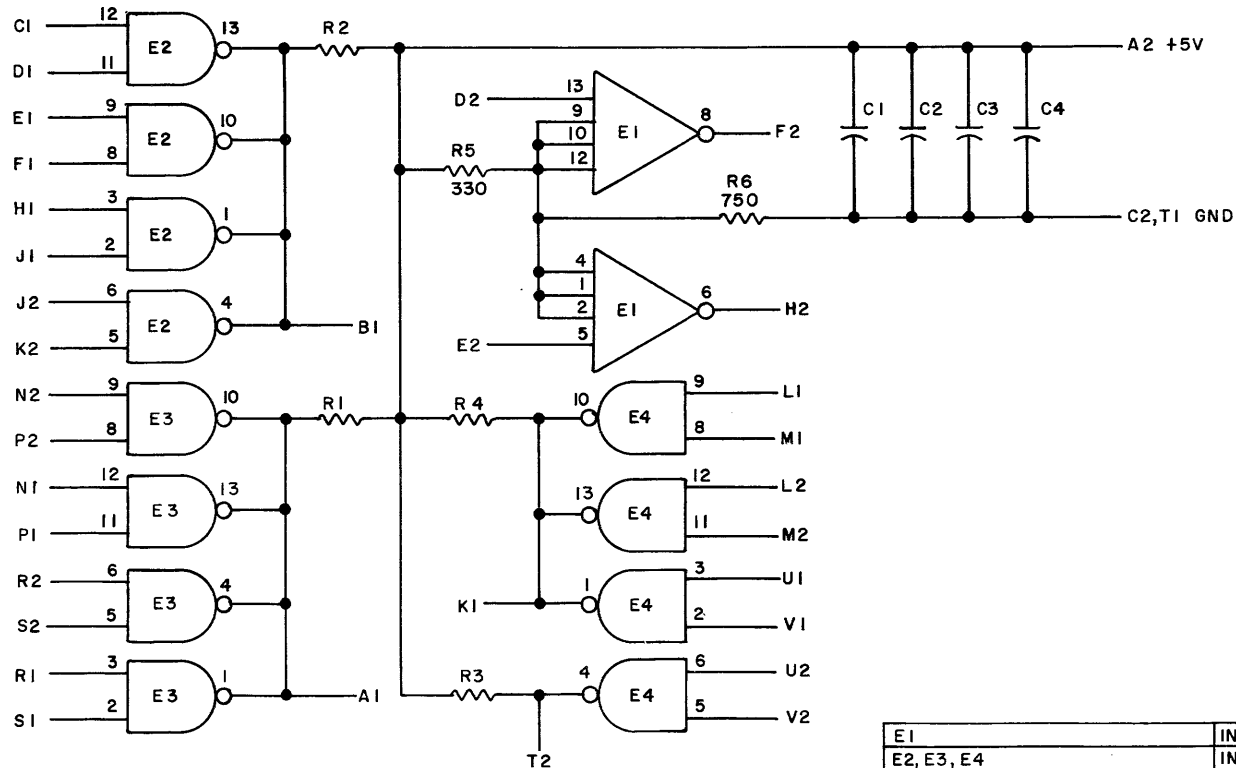 C1 12 13 R2
E2
D1 11
A2 +5V
E1 9 10
E2
F1 8
D2 13
9
10
12
E1
8
F2
C1 C2 C3 C4
R5
330
R6
750
C2,T1 GND
H1 3 1
E2
J1 2
J2 6 4
E2
K2 5
B1
4
1
2
5
E1
6
H2
E2
N2 9 10
E3
P2 8
R1 R4
10 E4 9 L1
8 M1
N1 12 13
E3
P1 11
13 E4 12 L2
11 M2
R2 6 4
E3
S2 5
K1 1 E4 3 U1
2 V1
R1 3 1
E3
S1 2
A1
R3
4 E4 6 U2
5 V2
T2
E1 IN
E2, E3, E4 IN